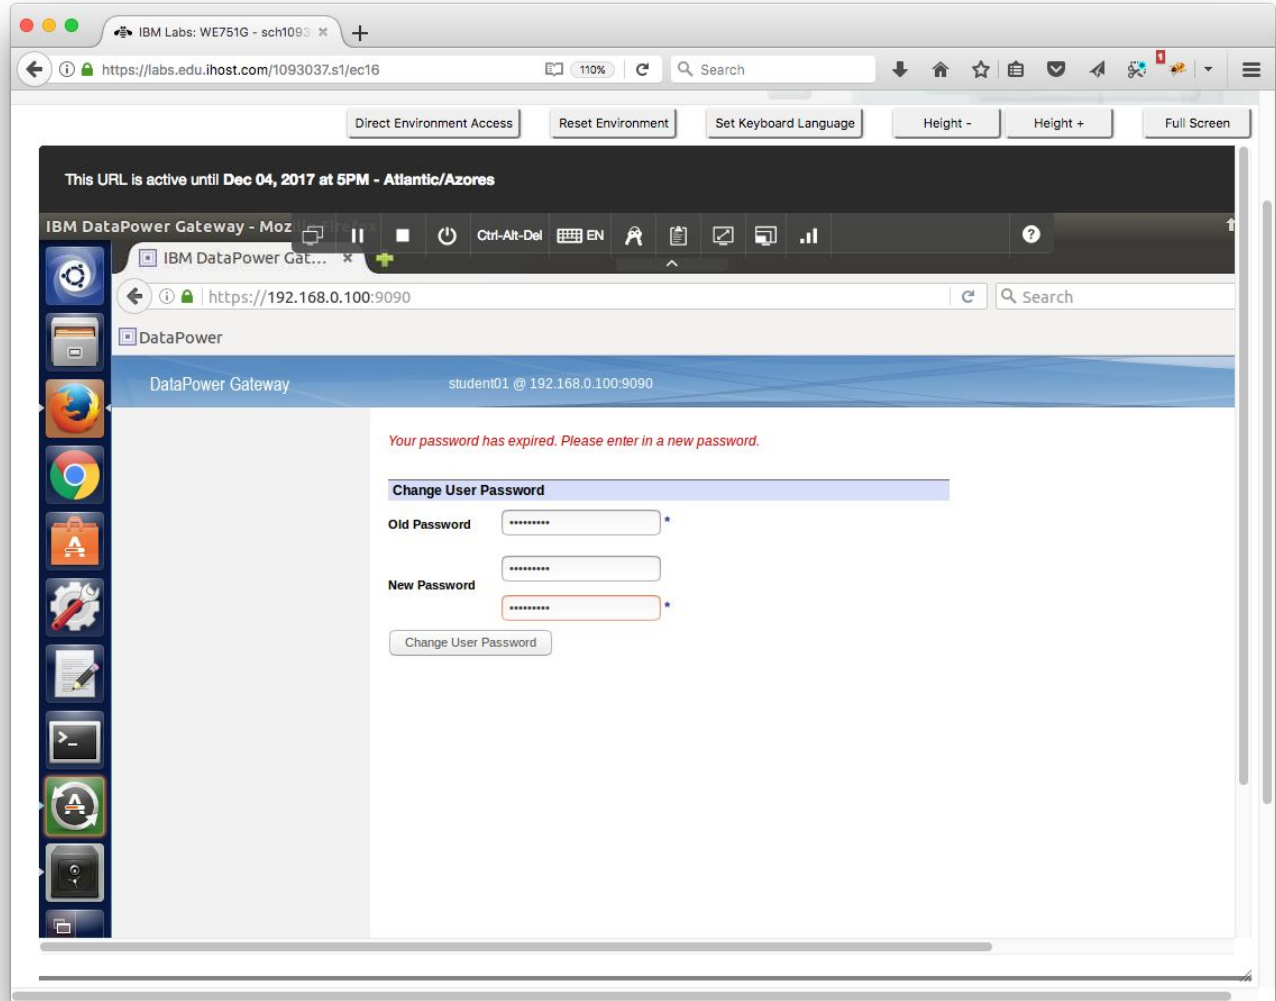 IBM Labs: WE751G - sch1093
https://labs.edu.ihost.com/1093037.s1/ec16
110%
Search
1
Direct Environment Access
Reset Environment
Set Keyboard Language
Height -
Height +
Full Screen
This URL is active until Dec 04, 2017 at 5PM - Atlantic/Azores
IBM DataPower Gateway - Mozilla Firefox
Ctrl-Alt-Del
EN
IBM DataPower Gat...
https://192.168.0.100:9090
Search
DataPower
DataPower Gateway
student01 @ 192.168.0.100:9090
Your password has expired. Please enter in a new password.
Change User Password
Old Password
•••••••••
*
New Password
•••••••••
•••••••••
*
Change User Password